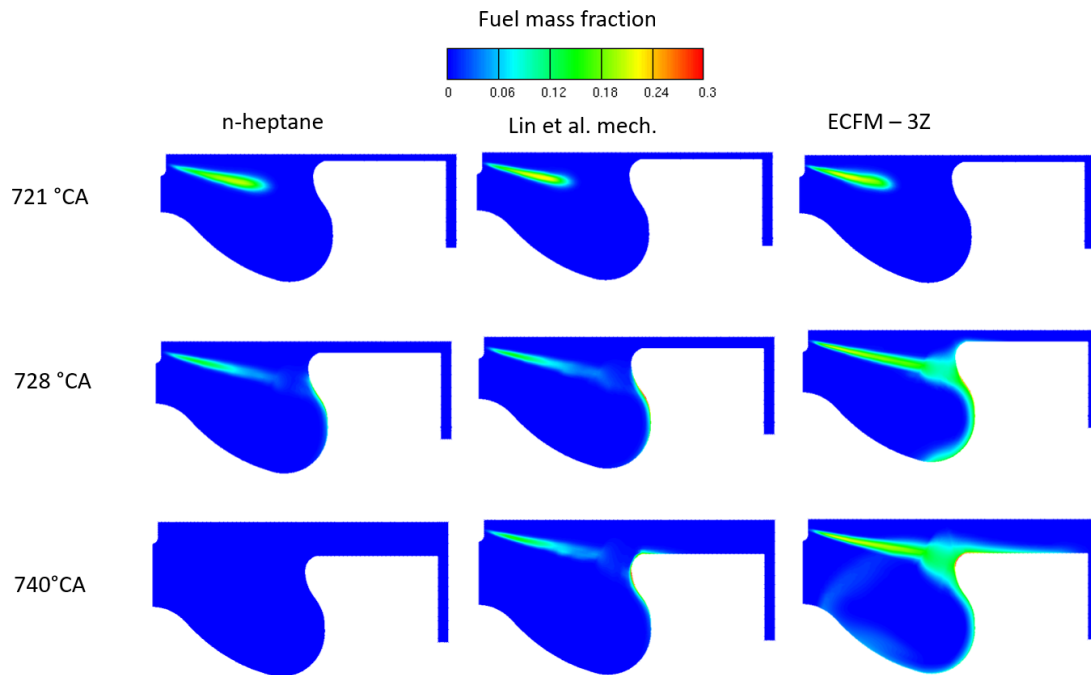 Fuel mass fraction
0 0.06 0.12 0.18 0.24 0.3
n-heptane Lin et al. mech. ECFM – 3Z
721 °CA
728 °CA
740°CA